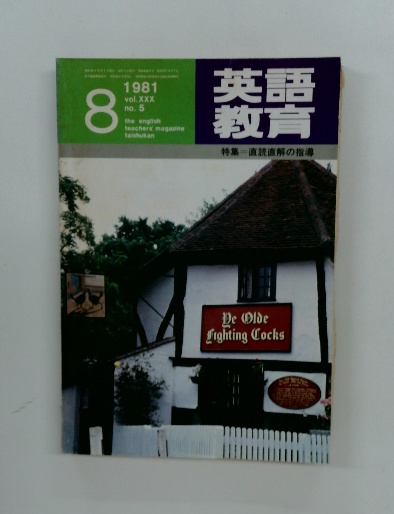 8
1981
vol. XXX
no. 5
the english
teachers' magazine
taishukan
英語
教育
特集=直読直解の指導
Ye Olde
Fighting Cocks